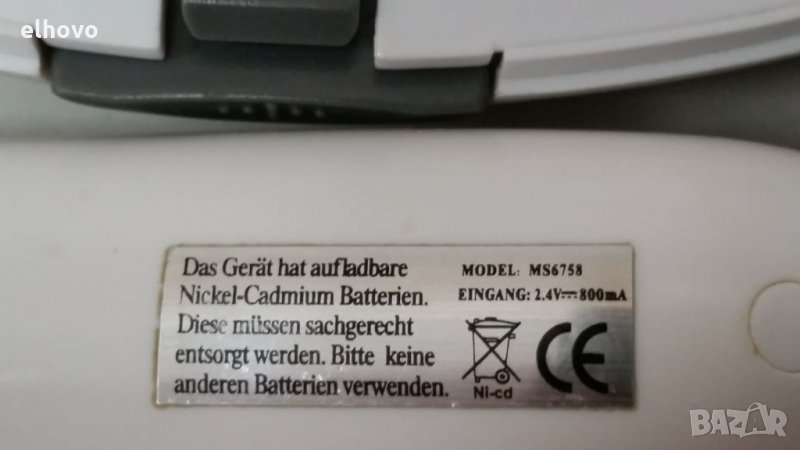 elhovo
Das Gerät hat aufladbare
Nickel-Cadmium Batterien.
Diese müssen sachgerecht
entsorgt werden. Bitte keine
anderen Batterien verwenden.
MODEL: MS6758
EINGANG: 2.4V⎓800mA
Ni-cd
CE
BAZAR